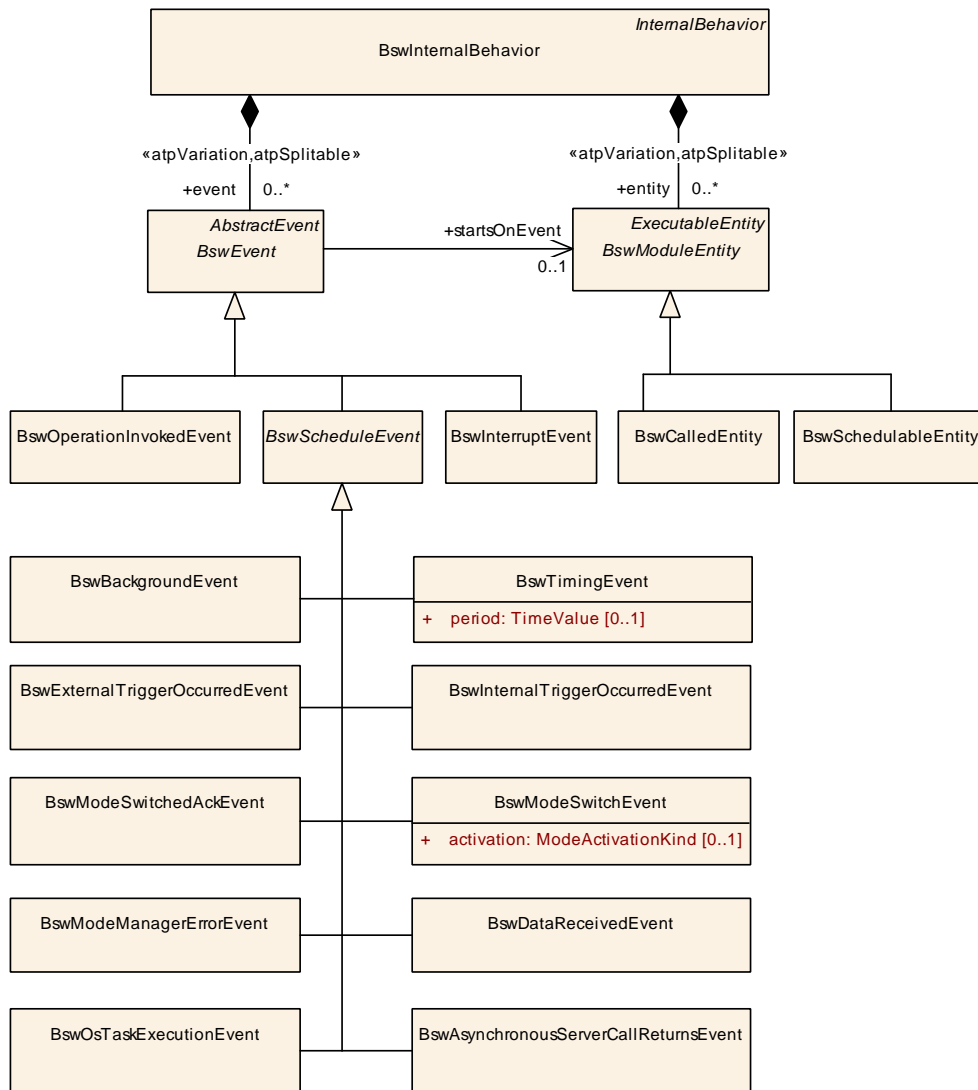 InternalBehavior
BswInternalBehavior
«atpVariation,atpSplitable»
«atpVariation,atpSplitable»
+event 0..*
+entity 0..*
AbstractEvent
BswEvent
+startsOnEvent
0..1
ExecutableEntity
BswModuleEntity
BswOperationInvokedEvent
BswScheduleEvent
BswInterruptEvent
BswCalledEntity
BswSchedulableEntity
BswBackgroundEvent
BswTimingEvent
+ period: TimeValue [0..1]
BswExternalTriggerOccurredEvent
BswInternalTriggerOccurredEvent
BswModeSwitchedAckEvent
BswModeSwitchEvent
+ activation: ModeActivationKind [0..1]
BswModeManagerErrorEvent
BswDataReceivedEvent
BswOsTaskExecutionEvent
BswAsynchronousServerCallReturnsEvent